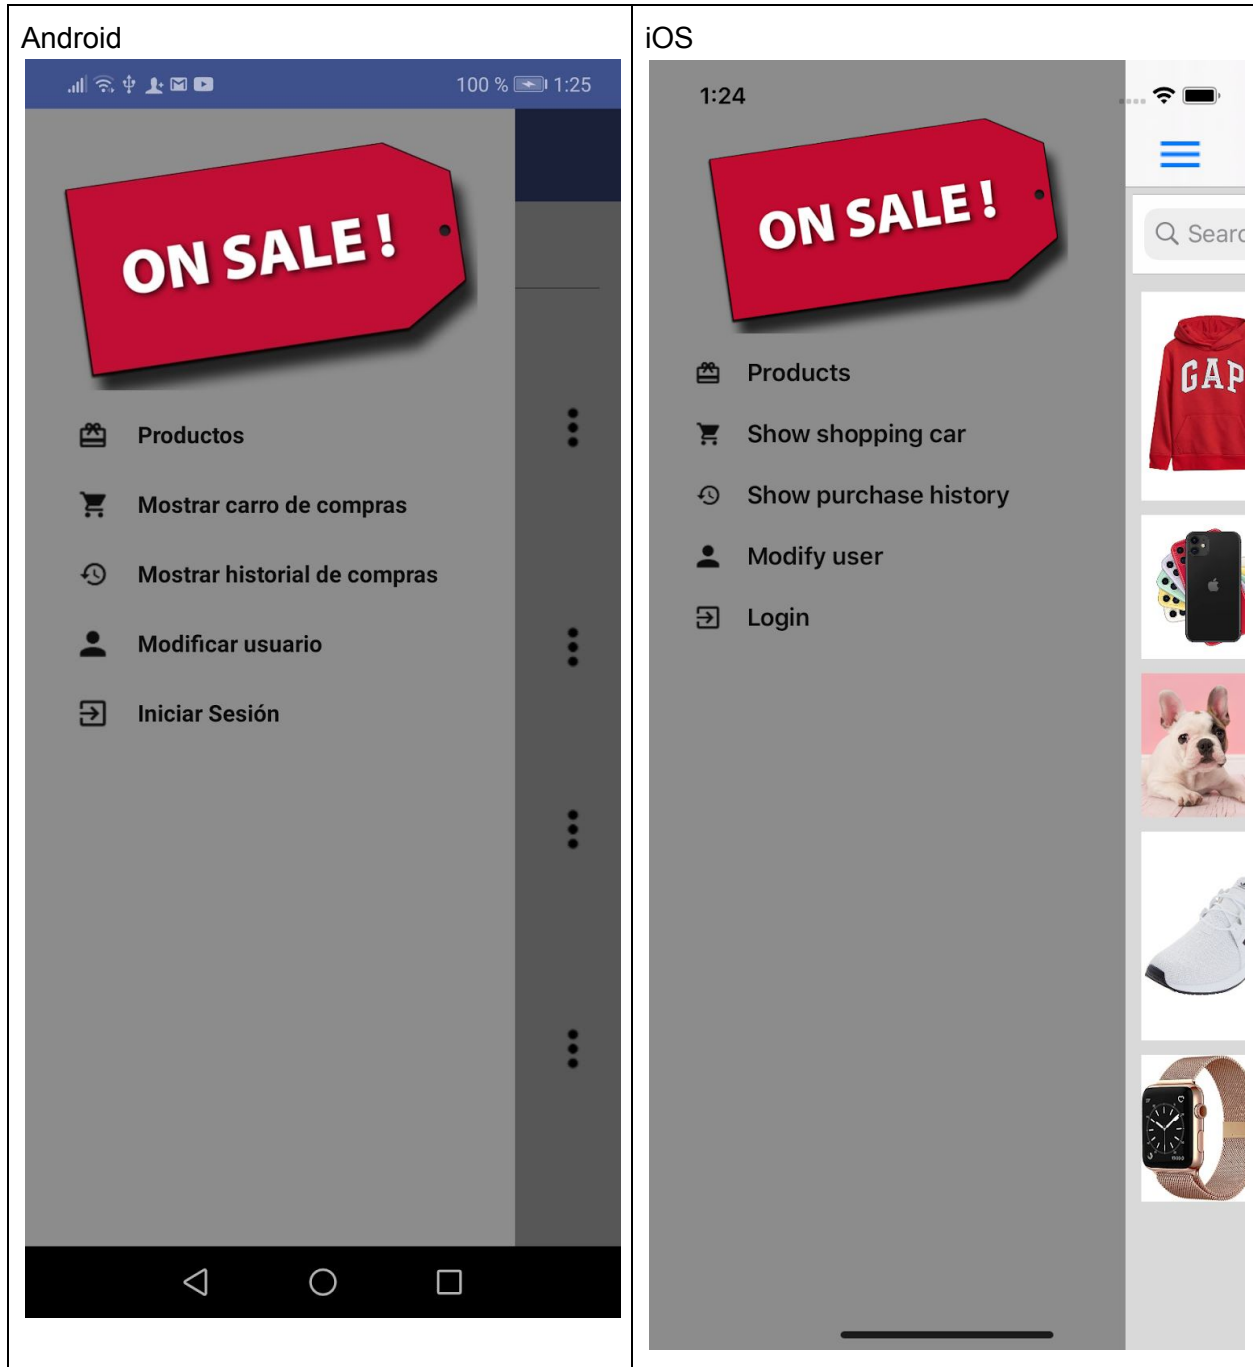 Android
100 % 1:25
ON SALE !
Productos
Mostrar carro de compras
Mostrar historial de compras
Modificar usuario
Iniciar Sesión
iOS
1:24
ON SALE !
Products
Show shopping car
Show purchase history
Modify user
Login
Searc
GAP